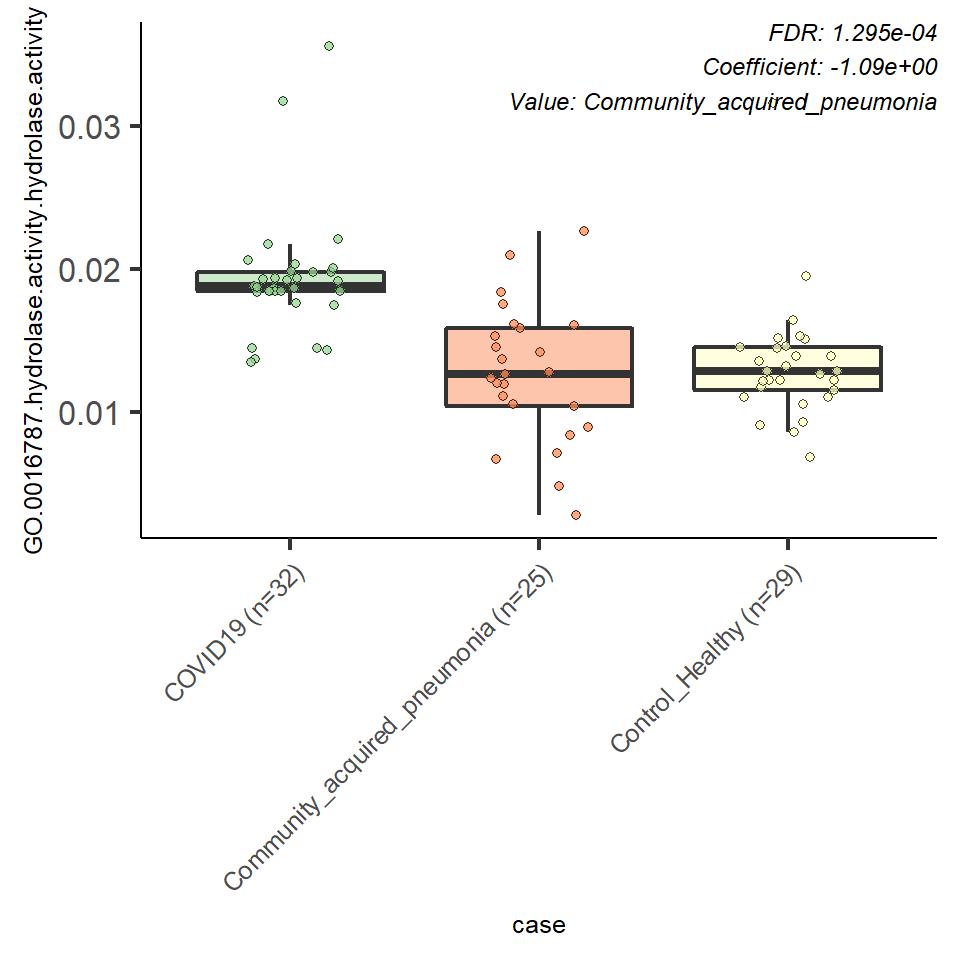 FDR: 1.295e-04
Coefficient: -1.09e+00
Value: Community_acquired_pneumonia
GO.0016787.hydrolase.activity.hydrolase.activity
0.03
0.02
0.01
COVID19 (n=32)
Community_acquired_pneumonia (n=25)
Control_Healthy (n=29)
case